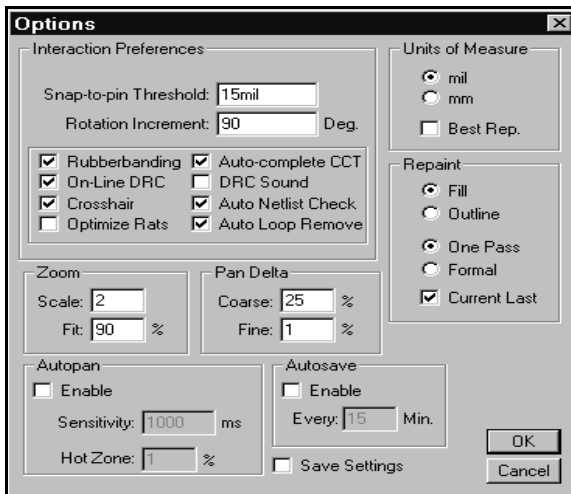 Options
Interaction Preferences
Snap-to-pin Threshold: 15mil
Rotation Increment: 90 Deg.
Rubberbanding Auto-complete CCT
On-Line DRC DRC Sound
Crosshair Auto Netlist Check
Optimize Rats Auto Loop Remove
Units of Measure
mil
mm
Best Rep.
Repaint
Fill
Outline
One Pass
Formal
Current Last
Zoom
Scale: 2
Fit: 90 %
Pan Delta
Coarse: 25 %
Fine: 1 %
Autopan
Enable
Sensitivity: 1000 ms
Hot Zone: 1 %
Autosave
Enable
Every: 15 Min.
Save Settings
OK
Cancel